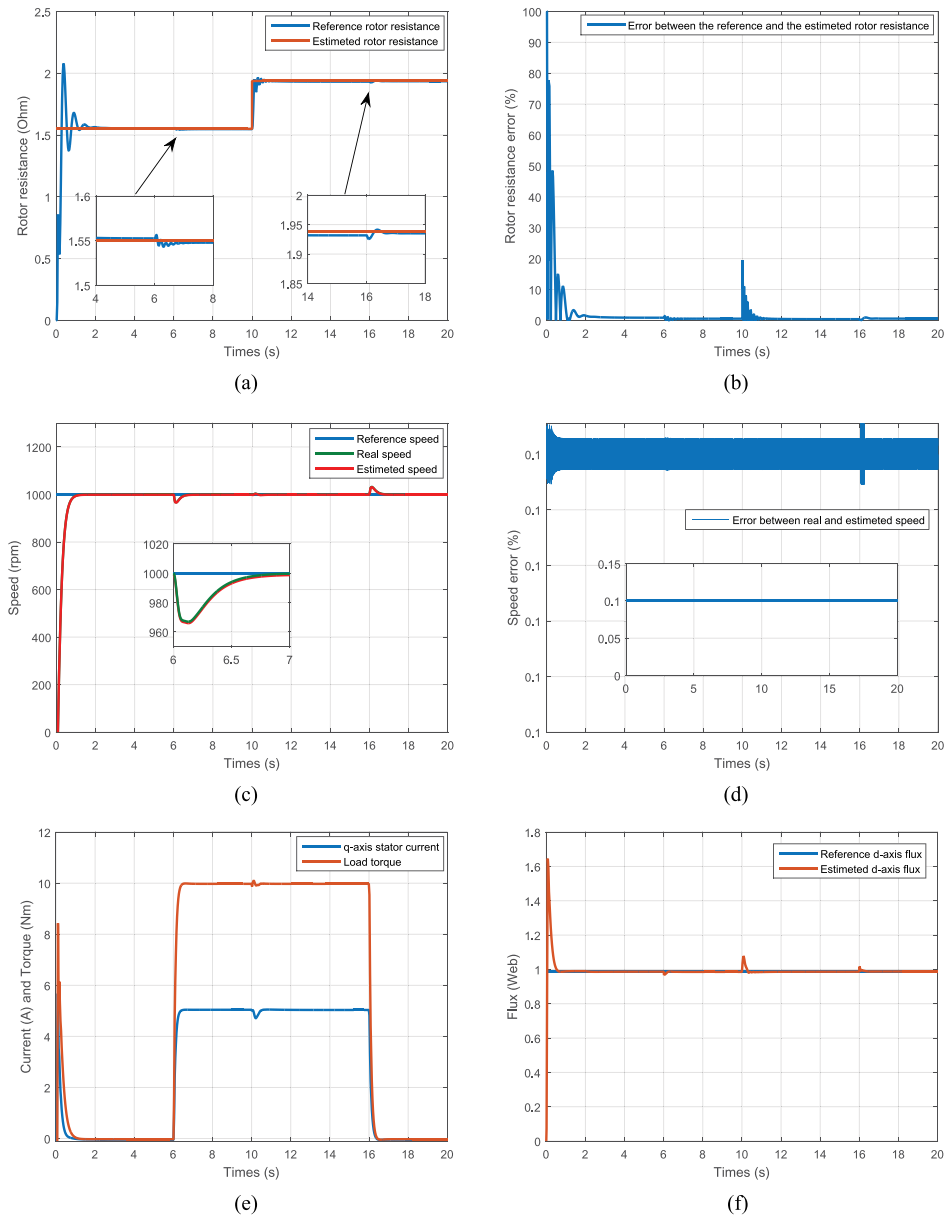 Reference rotor resistance
Estimeted rotor resistance
Rotor resistance (Ohm)
2.5
2
1.5
1
0.5
0
1.6
1.55
1.5
4 6 8
2
1.95
1.9
1.85
14 16 18
0 2 4 6 8 10 12 14 16 18 20
Times (s)
(a)
Error between the reference and the estimeted rotor resistance
Rotor resistance error (%)
100
90
80
70
60
50
40
30
20
10
0
0 2 4 6 8 10 12 14 16 18 20
Times (s)
(b)
Reference speed
Real speed
Estimeted speed
Speed (rpm)
1200
1000
800
600
400
200
0
1020
1000
980
960
6 6.5 7
0 2 4 6 8 10 12 14 16 18 20
Times (s)
(c)
Error between real and estimeted speed
Speed error (%)
0.1
0.1
0.1
0.1
0.1
0.1
0.15
0.1
0.05
0
0 5 10 15 20
0 2 4 6 8 10 12 14 16 18 20
Times (s)
(d)
q-axis stator current
Load torque
Current (A) and Torque (Nm)
12
10
8
6
4
2
0
0 2 4 6 8 10 12 14 16 18 20
Times (s)
(e)
Reference d-axis flux
Estimeted d-axis flux
Flux (Web)
1.8
1.6
1.4
1.2
1
0.8
0.6
0.4
0.2
0
0 2 4 6 8 10 12 14 16 18 20
Times (s)
(f)